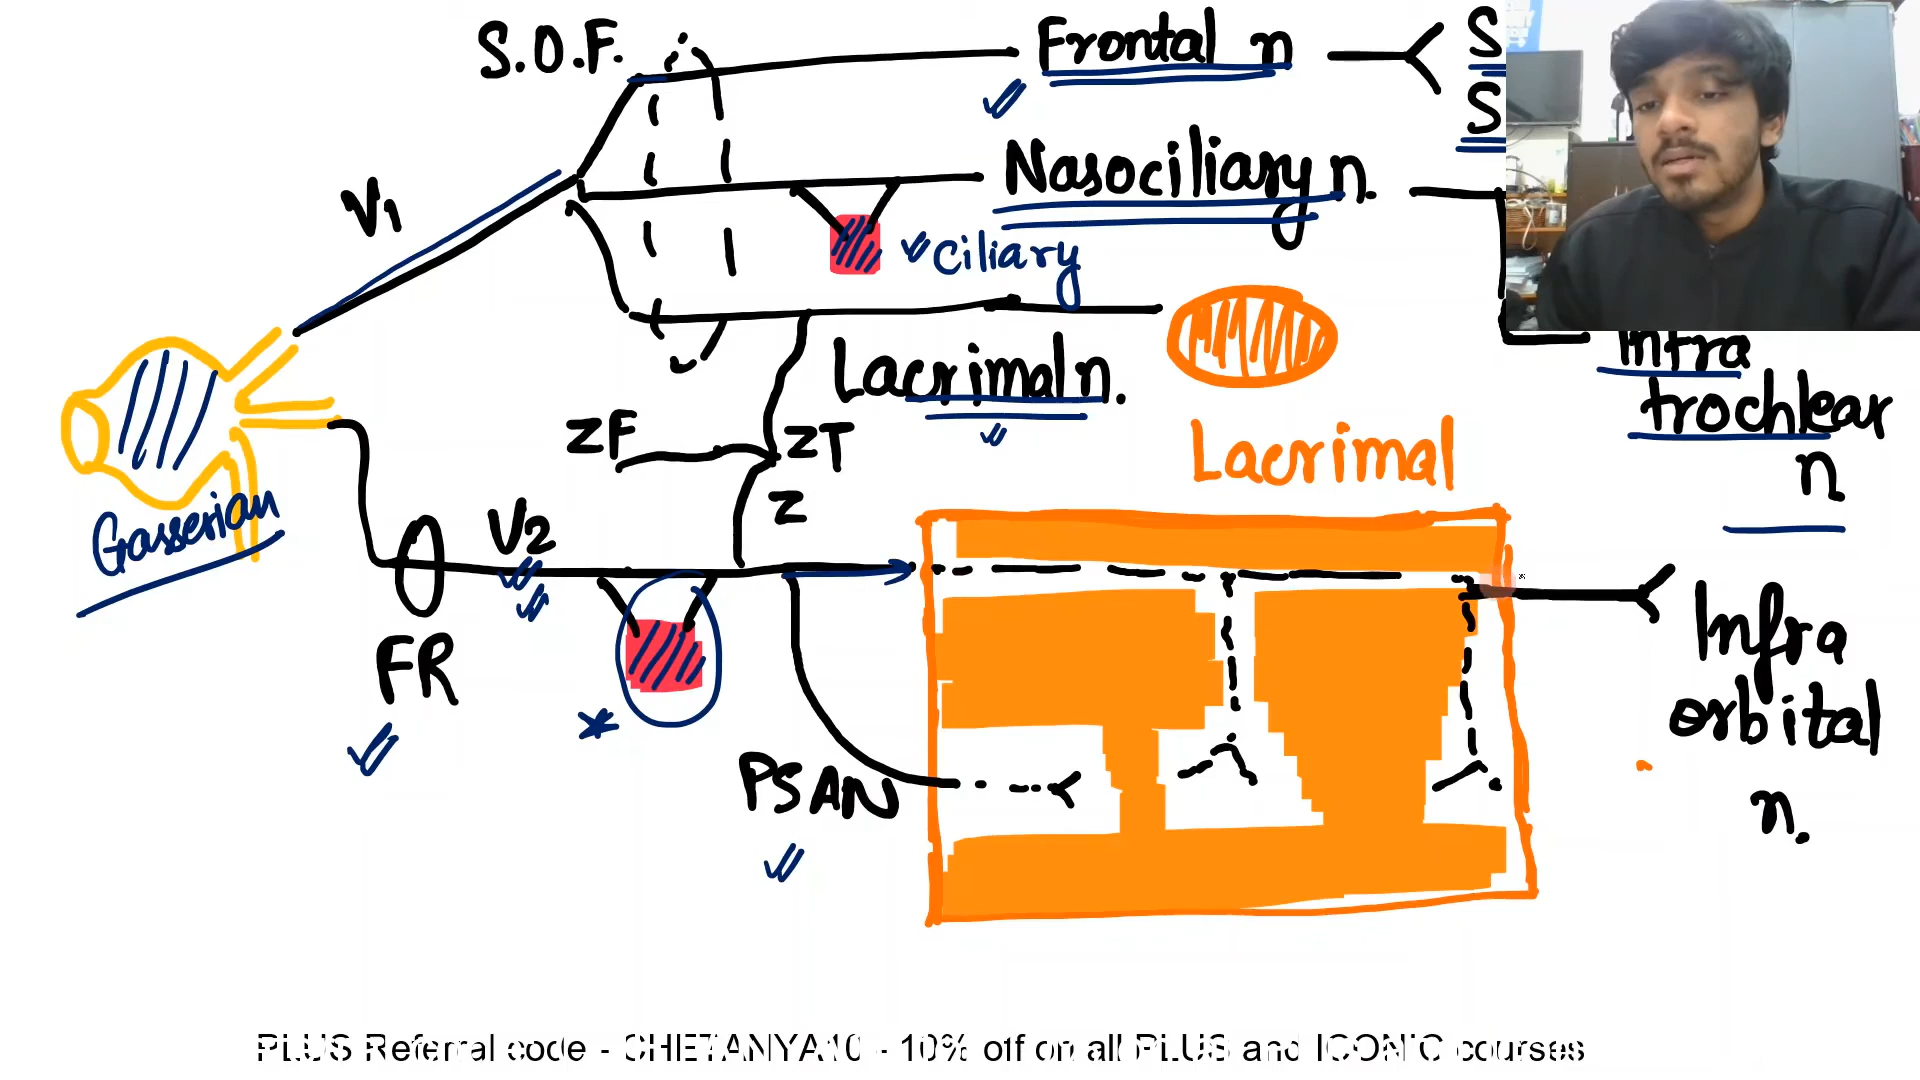 S.O.F.
Frontal n
S
S
V1
Nasociliary n.
Ciliary
Lacrimal n.
Infra
trochlear
n
ZF
ZT
Z
Lacrimal
Gasserian
V2
FR
PSAN
Infra
orbital
n.
PLUS Referral code - CHETANYA10 - 10% off on all PLUS and ICONIC courses